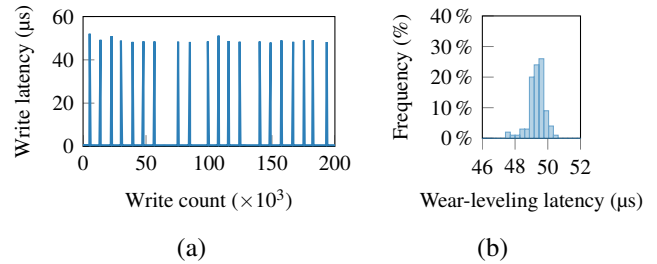 60
40
20
0
Write latency (µs)
0 50 100 150 200
Write count (×10³)
(a)
40 %
30 %
20 %
10 %
0 %
Frequency (%)
46 48 50 52
Wear-leveling latency (µs)
(b)